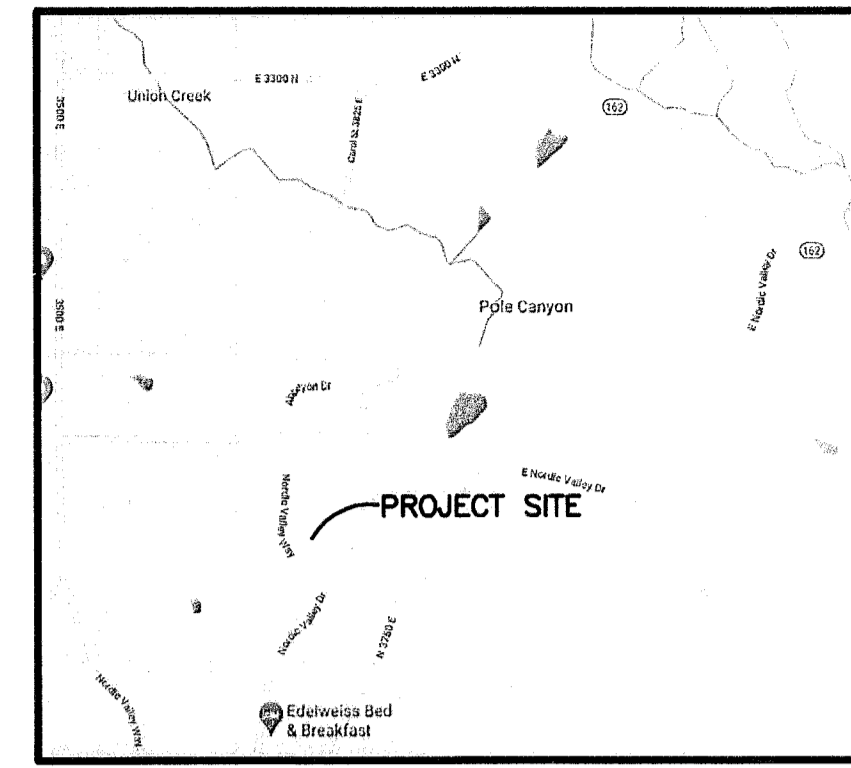 E 3300 N
E 3300 N
Union Creek
3500 E
Carol St 3825 E
162
162
E Nordic Valley Dr
3500 E
Pole Canyon
Dr
E Nordic Valley Dr
Nordic Valley Way
PROJECT SITE
Nordic Valley Dr
N 3750 E
Nordic Valley Way
Edelweiss Bed
& Breakfast